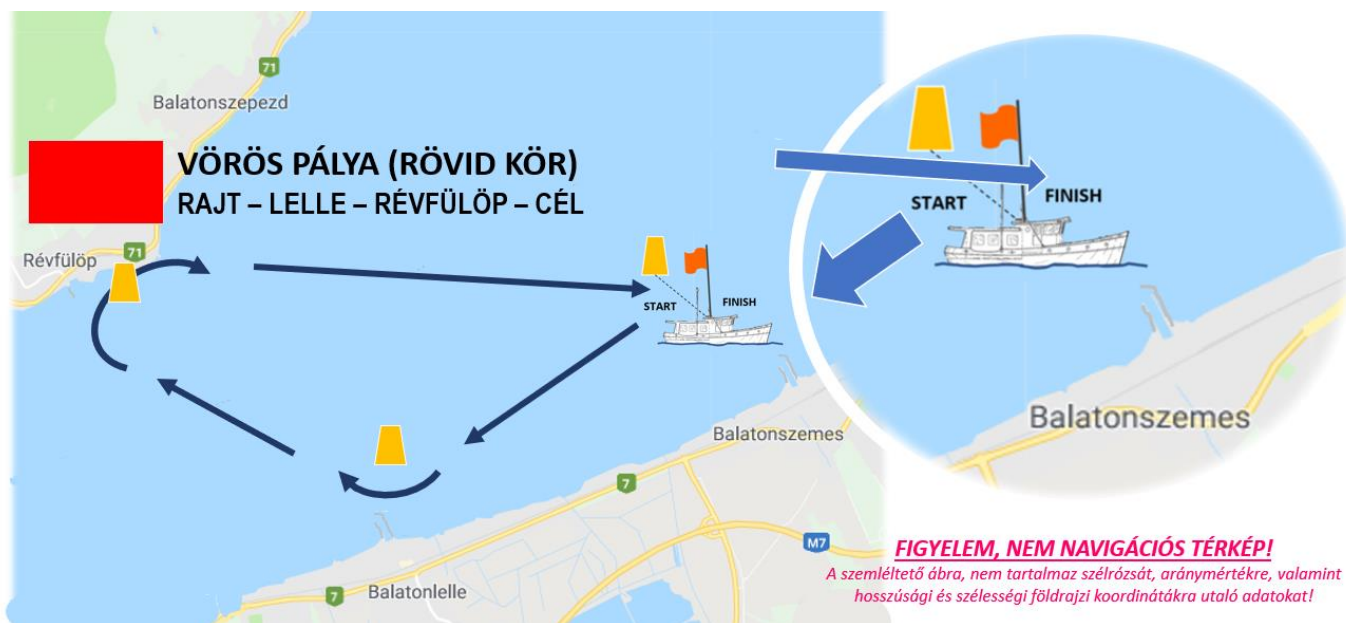 71
Balatonszepezd
VÖRÖS PÁLYA (RÖVID KÖR)
RAJT – LELLE – RÉVFÜLÖP – CÉL
71
Révfülöp
START
FINISH
START
FINISH
Balatonszemes
Balatonszemes
7
M7
7
Balatonlelle
FIGYELEM, NEM NAVIGÁCIÓS TÉRKÉP!
A szemléltető ábra, nem tartalmaz szélrózsát, aránymértékre, valamint
hosszúsági és szélességi földrajzi koordinátákra utaló adatokat!